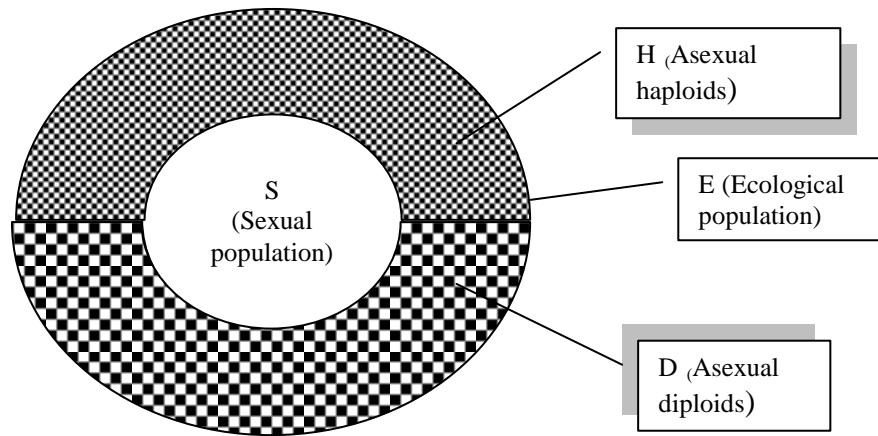 H (Asexual
haploids)
E (Ecological
population)
S
(Sexual
population)
D (Asexual
diploids)